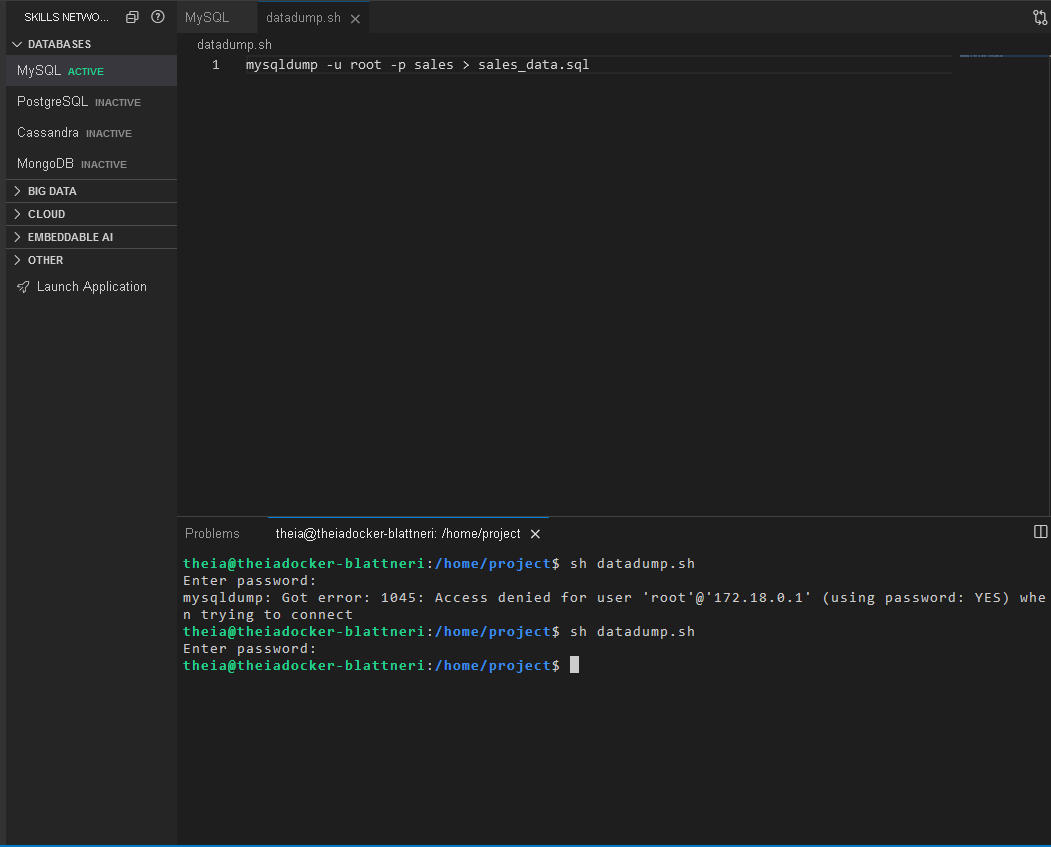 SKILLS NETWO...
DATABASES
MySQL ACTIVE
PostgreSQL INACTIVE
Cassandra INACTIVE
MongoDB INACTIVE
BIG DATA
CLOUD
EMBEDDABLE AI
OTHER
Launch Application
MySQL
datadump.sh
datadump.sh
1 mysqldump -u root -p sales > sales_data.sql
Problems
theia@theiadocker-blattneri: /home/project
theia@theiadocker-blattneri:/home/project$ sh datadump.sh
Enter password:
mysqldump: Got error: 1045: Access denied for user 'root'@'172.18.0.1' (using password: YES) whe
n trying to connect
theia@theiadocker-blattneri:/home/project$ sh datadump.sh
Enter password:
theia@theiadocker-blattneri:/home/project$